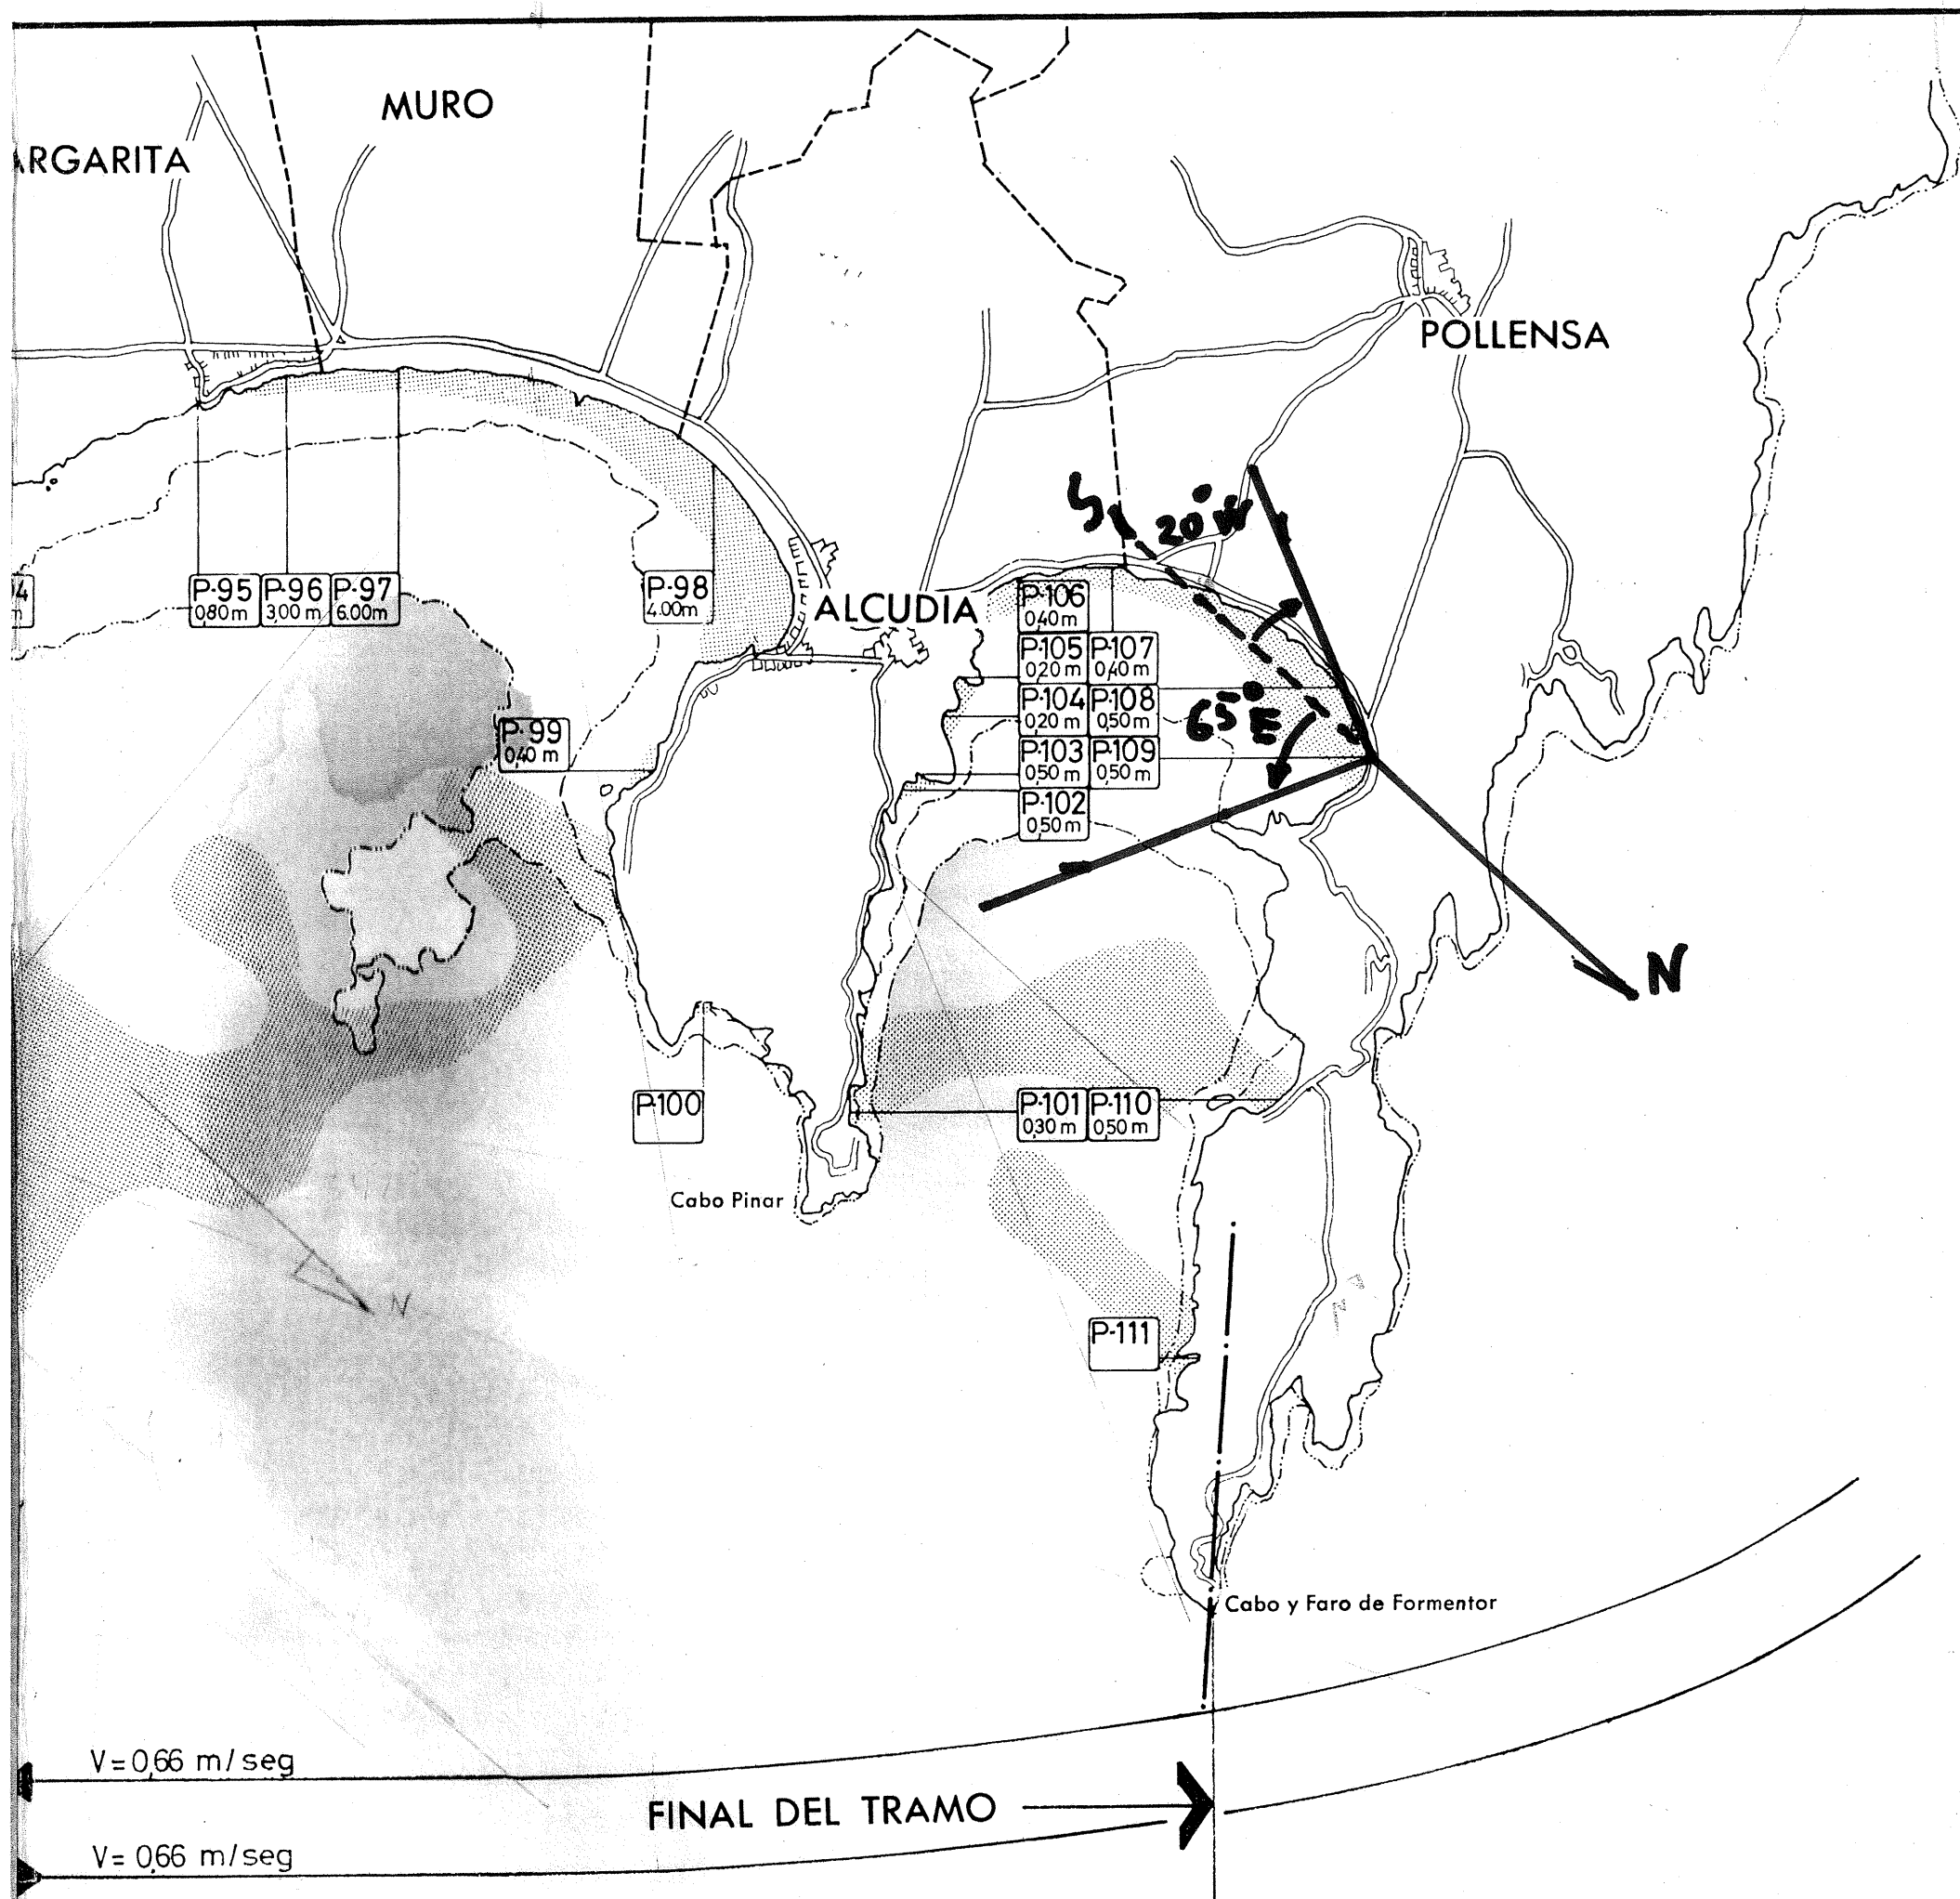 MURO
ARGARITA
POLLENSA
S
20° W
P-95
0,80 m
P-96
3,00 m
P-97
6.00m
P-98
4.00m
ALCUDIA
P-106
0,40 m
P-105
0,20 m
P-107
0,40 m
P-104
0,20 m
P-108
0,50 m
65° E
P-99
0,40 m
P-103
0,50 m
P-109
0,50 m
P-102
0,50 m
N
P-100
P-101
0,30 m
P-110
0,50 m
Cabo Pinar
N
P-111
Cabo y Faro de Formentor
V= 0,66 m/seg
FINAL DEL TRAMO
V= 0,66 m/seg